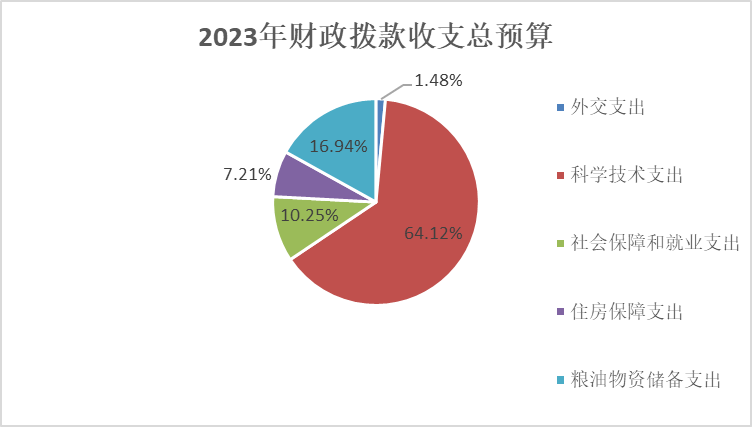 2023年财政拨款收支总预算
1.48%
外交支出
16.94%
科学技术支出
7.21%
10.25%
64.12%
社会保障和就业支出
住房保障支出
粮油物资储备支出